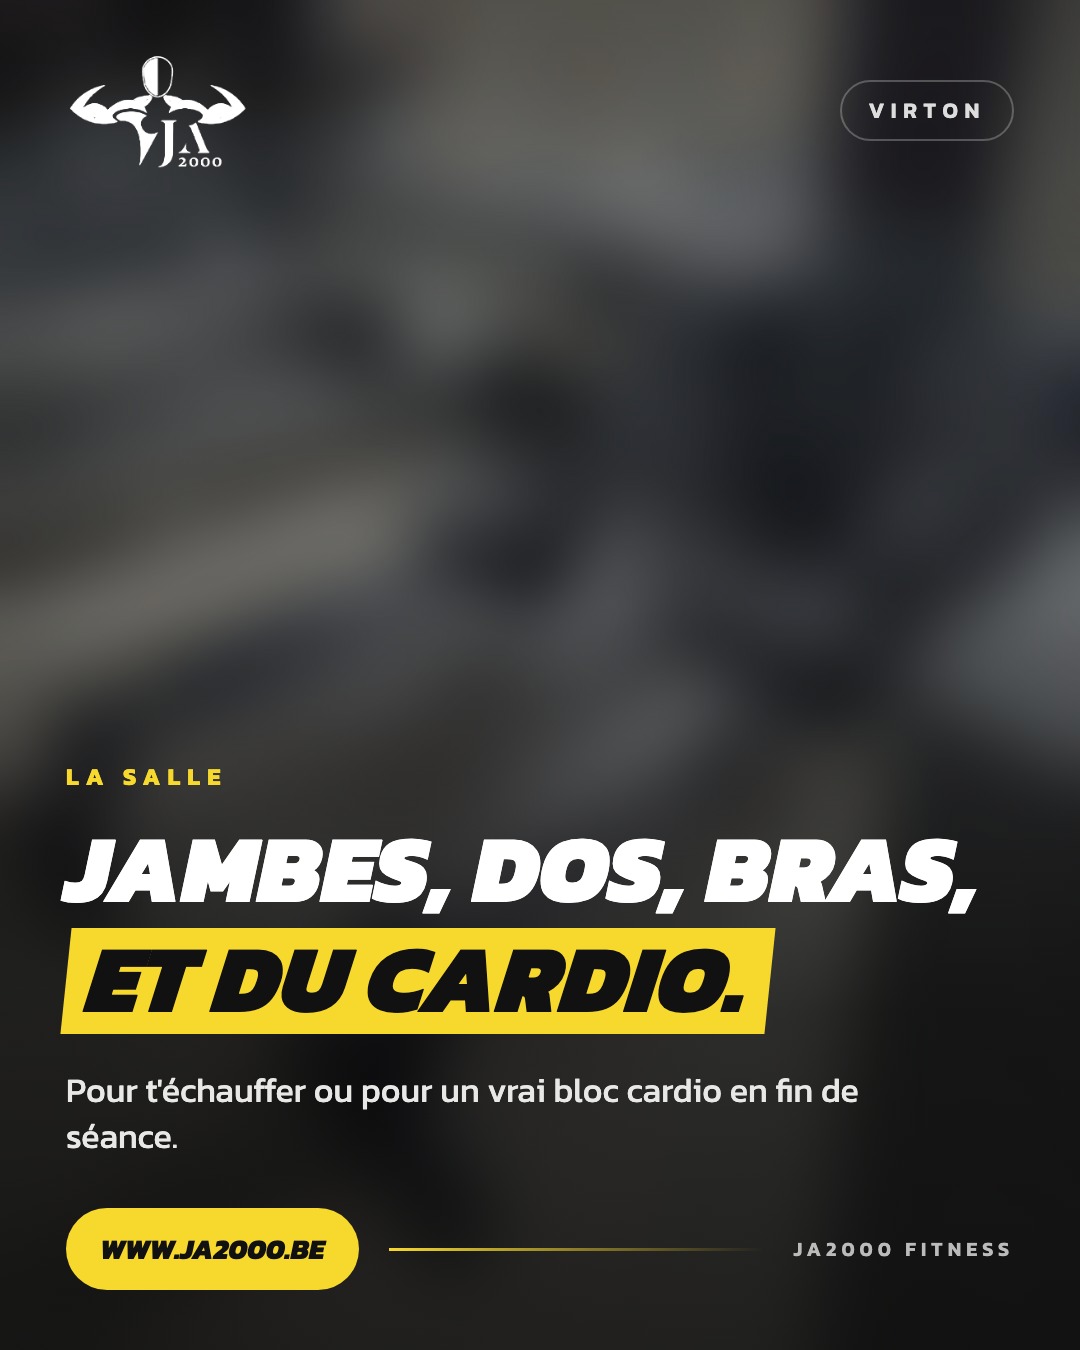 JA
2000
VIRTON
LA SALLE
JAMBES, DOS, BRAS,
ET DU CARDIO.
Pour t'échauffer ou pour un vrai bloc cardio en fin de
séance.
WWW.JA2000.BE
JA2000 FITNESS